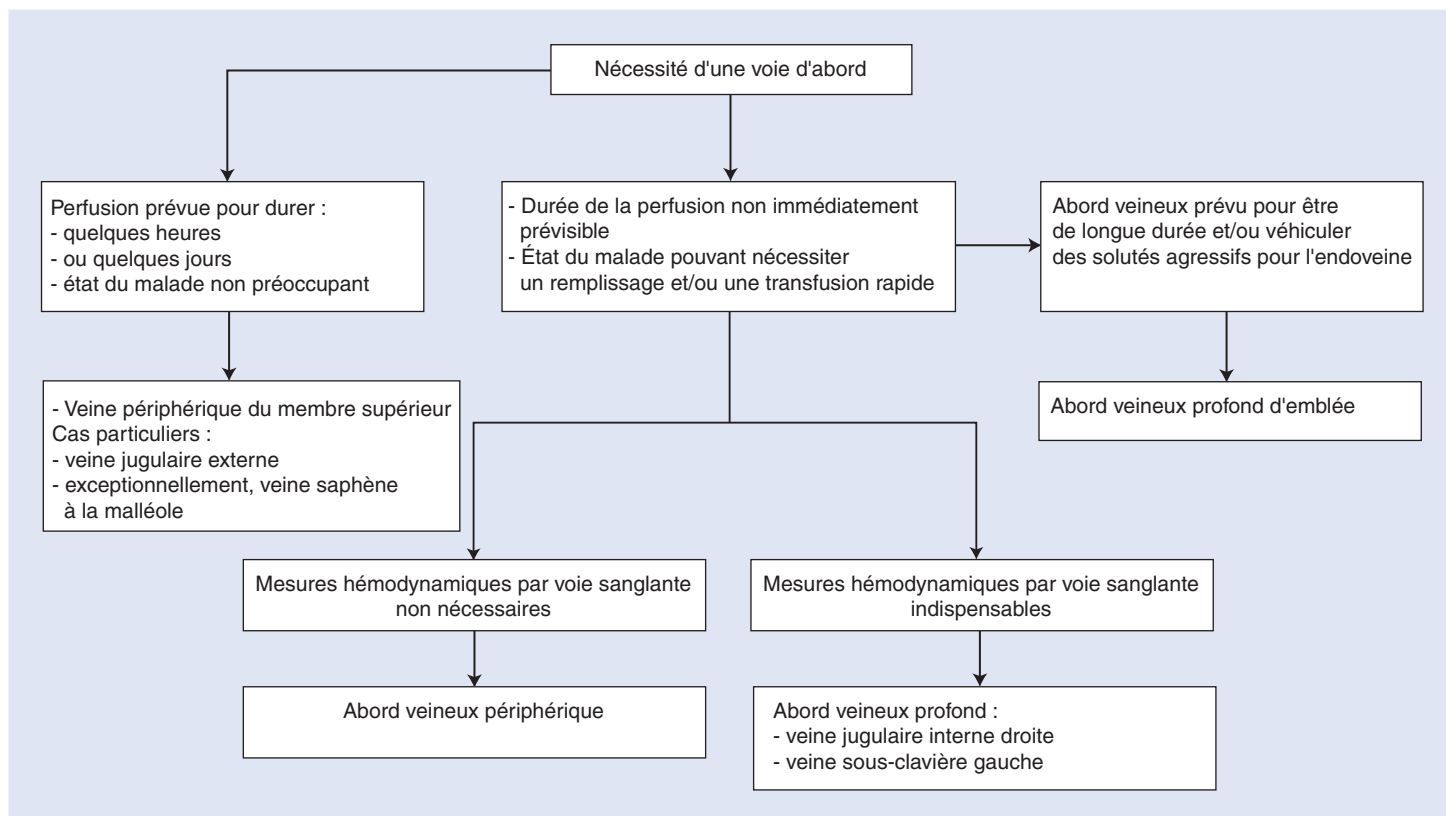 Nécessité d'une voie d'abord
Perfusion prévue pour durer :
- quelques heures
- ou quelques jours
- état du malade non préoccupant
- Durée de la perfusion non immédiatement
prévisible
- État du malade pouvant nécessiter
un remplissage et/ou une transfusion rapide
Abord veineux prévu pour être
de longue durée et/ou véhiculer
des solutés agressifs pour l'endoveine
- Veine périphérique du membre supérieur
Cas particuliers :
- veine jugulaire externe
- exceptionnellement, veine saphène
à la malléole
Abord veineux profond d'emblée
Mesures hémodynamiques par voie sanglante
non nécessaires
Mesures hémodynamiques par voie sanglante
indispensables
Abord veineux périphérique
Abord veineux profond :
- veine jugulaire interne droite
- veine sous-clavière gauche